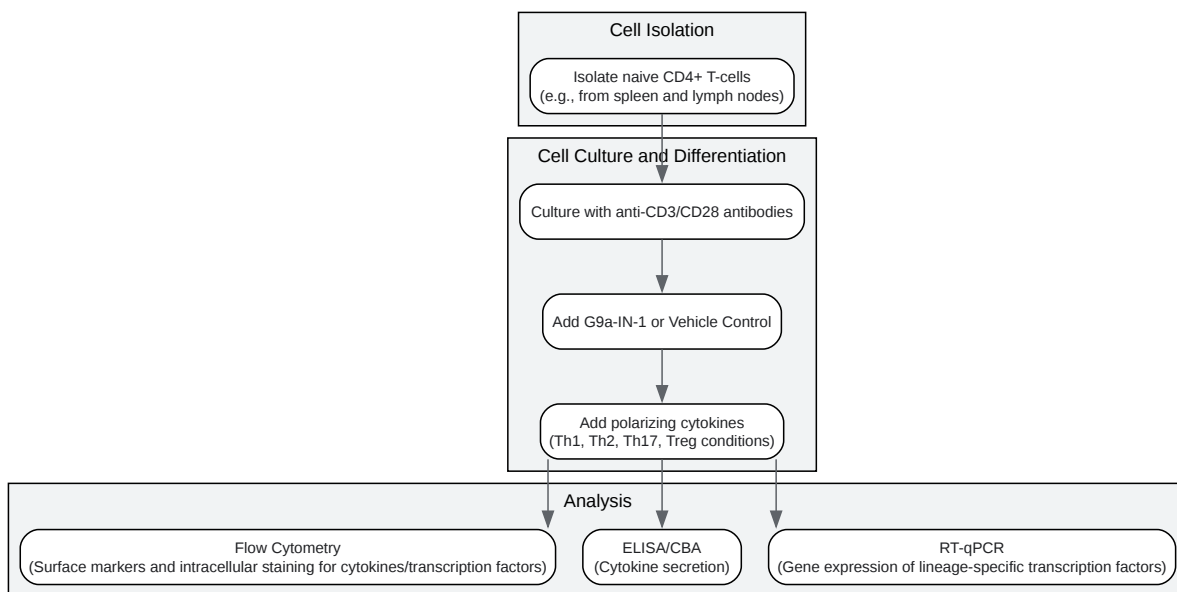 Cell Isolation
Isolate naive CD4+ T-cells
(e.g., from spleen and lymph nodes)
Cell Culture and Differentiation
Culture with anti-CD3/CD28 antibodies
Add G9a-IN-1 or Vehicle Control
Add polarizing cytokines
(Th1, Th2, Th17, Treg conditions)
Analysis
Flow Cytometry
(Surface markers and intracellular staining for cytokines/transcription factors)
ELISA/CBA
(Cytokine secretion)
RT-qPCR
(Gene expression of lineage-specific transcription factors)